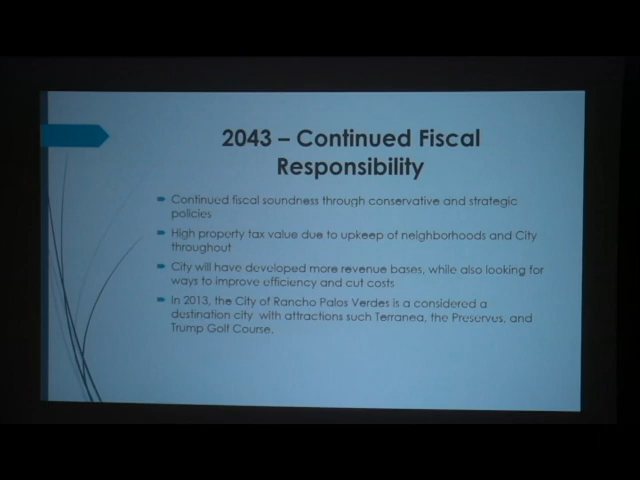 2043 – Continued Fiscal
Responsibility
Continued fiscal soundness through conservative and strategic
policies
High property tax value due to upkeep of neighborhoods and City
throughout
City will have developed more revenue bases, while also looking for
ways to improve efficiency and cut costs
In 2013, the City of Rancho Palos Verdes is a considered a
destination city with attractions such Terranea, the Preserves, and
Trump Golf Course.